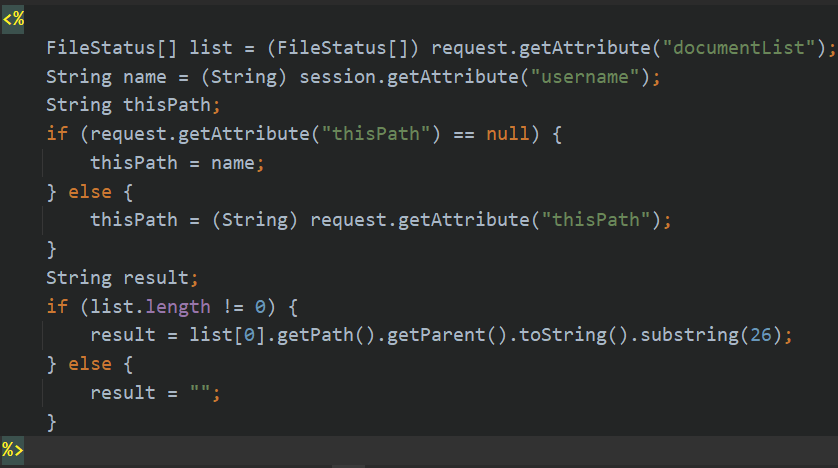 <%
    FileStatus[] list = (FileStatus[]) request.getAttribute("documentList");
    String name = (String) session.getAttribute("username");
    String thisPath;
    if (request.getAttribute("thisPath") == null) {
        thisPath = name;
    } else {
        thisPath = (String) request.getAttribute("thisPath");
    }
    String result;
    if (list.length != 0) {
        result = list[0].getPath().getParent().toString().substring(26);
    } else {
        result = "";
    }
%>